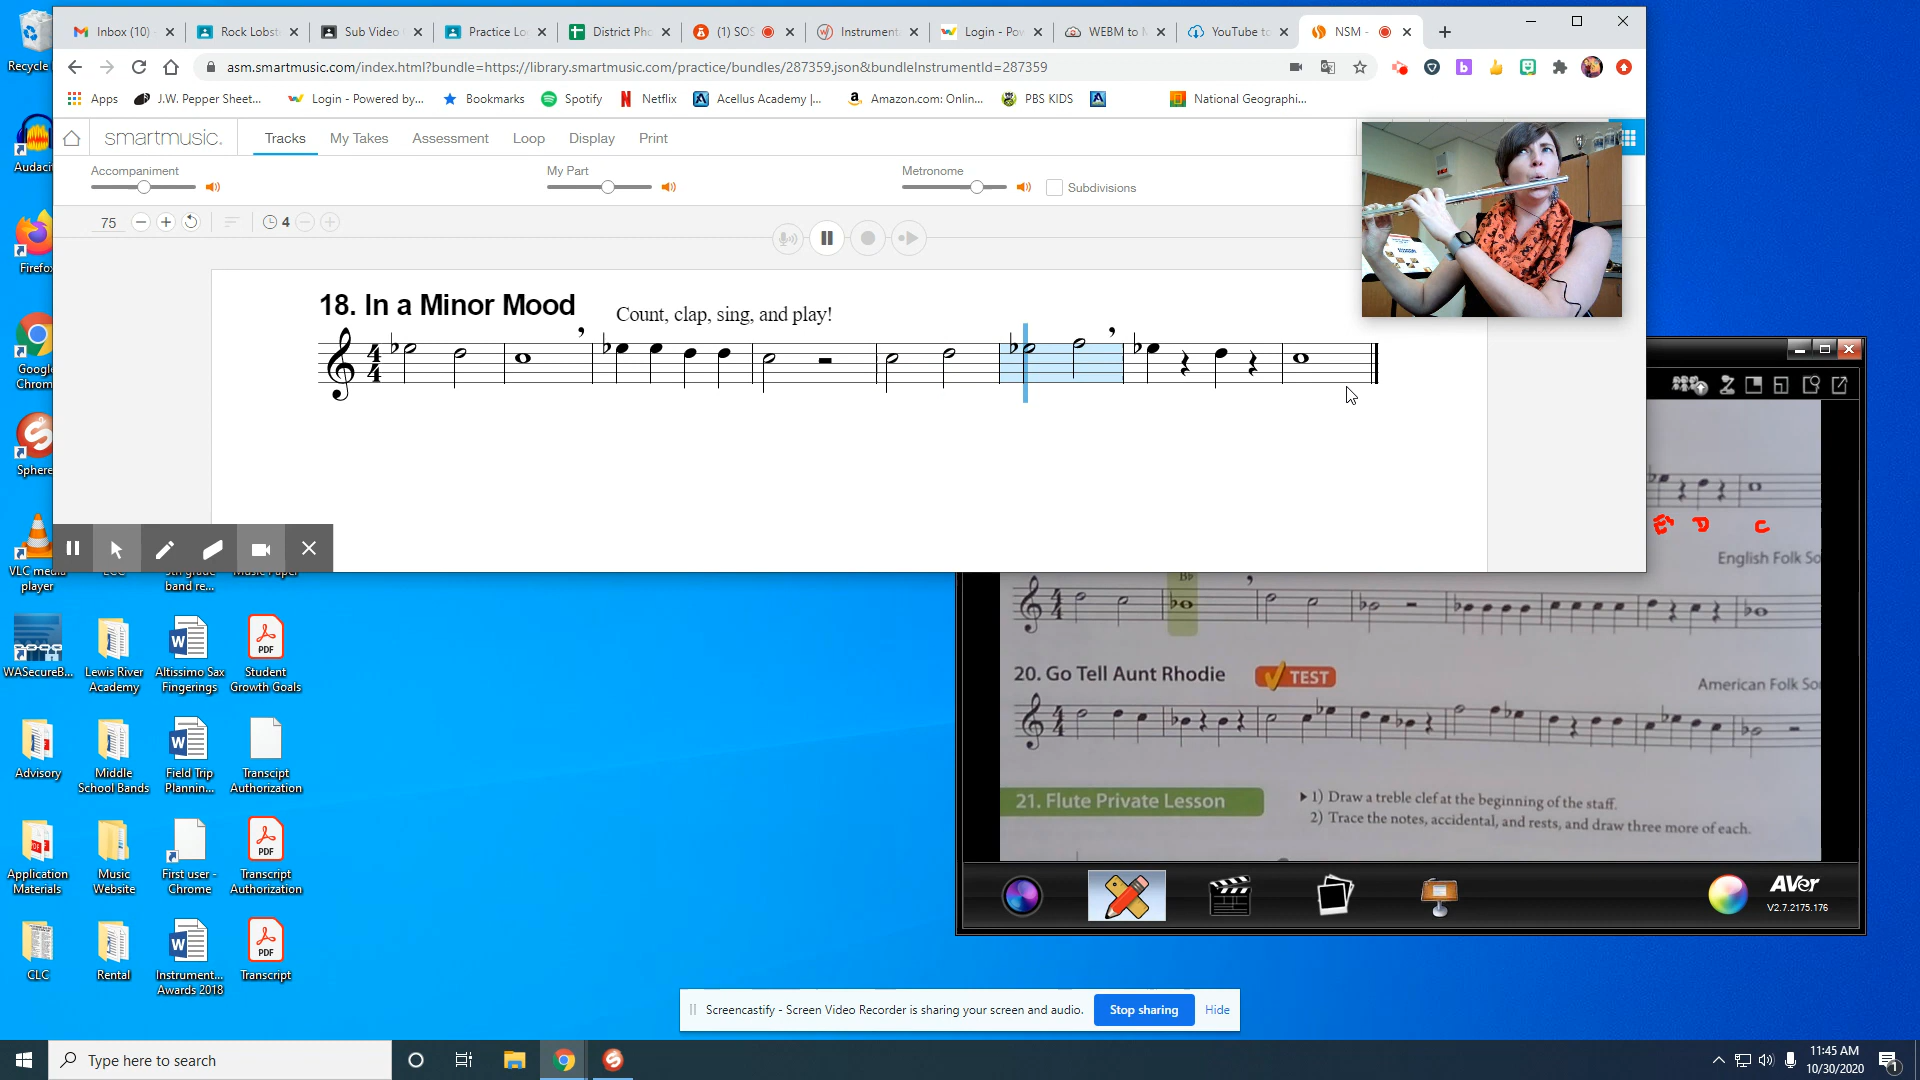 Recycle
Inbox (10)
Rock Lobst
Sub Video
Practice Lo
District Pho
(1) SOS
Instrument
Login - Pow
WEBM to M
YouTube to
NSM -
asm.smartmusic.com/index.html?bundle=https://library.smartmusic.com/practice/bundles/287359.json&bundleInstrumentId=287359
Apps
J.W. Pepper Sheet...
Login - Powered by...
Bookmarks
Spotify
Netflix
Acellus Academy |...
Amazon.com: Onlin...
PBS KIDS
National Geographi...
smartmusic.
Tracks
My Takes
Assessment
Loop
Display
Print
Accompaniment
My Part
Metronome
Subdivisions
75
4
18. In a Minor Mood
Count, clap, sing, and play!
Audacit
Firefox
Google
Chrom
Sphere
VLC media
player
band re...
E♭ D C
English Folk So
B♭
20. Go Tell Aunt Rhodie
TEST
American Folk So
21. Flute Private Lesson
1) Draw a treble clef at the beginning of the staff.
2) Trace the notes, accidental, and rests, and draw three more of each.
AVer
V2.7.2175.176
WASecureB...
Lewis River
Academy
Altissimo Sax
Fingerings
Student
Growth Goals
Advisory
Middle
School Bands
Field Trip
Plannin...
Transcipt
Authorization
Application
Materials
Music
Website
First user -
Chrome
Transcript
Authorization
CLC
Rental
Instrument...
Awards 2018
Transcript
PDF
PDF
PDF
Screencastify - Screen Video Recorder is sharing your screen and audio.
Stop sharing
Hide
Type here to search
11:45 AM
10/30/2020
1